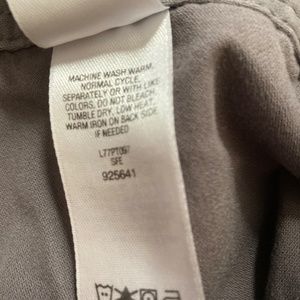 MACHINE WASH WARM,
NORMAL CYCLE,
SEPARATELY OR WITH LIKE
COLORS, DO NOT BLEACH,
TUMBLE DRY, LOW HEAT,
WARM IRON ON BACK SIDE
IF NEEDED
L77PT097
SFE
925641